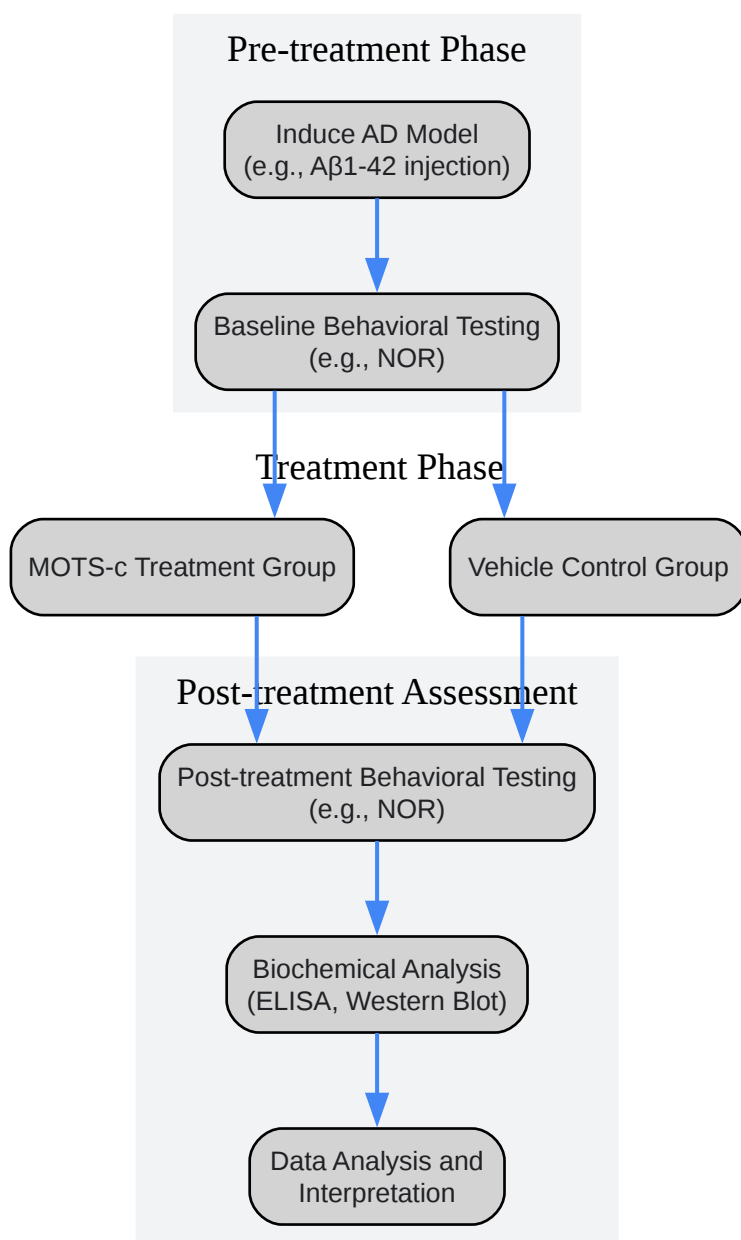 Pre-treatment Phase
Induce AD Model
(e.g., Aβ1-42 injection)
Baseline Behavioral Testing
(e.g., NOR)
Treatment Phase
MOTS-c Treatment Group
Vehicle Control Group
Post-treatment Assessment
Post-treatment Behavioral Testing
(e.g., NOR)
Biochemical Analysis
(ELISA, Western Blot)
Data Analysis and
Interpretation